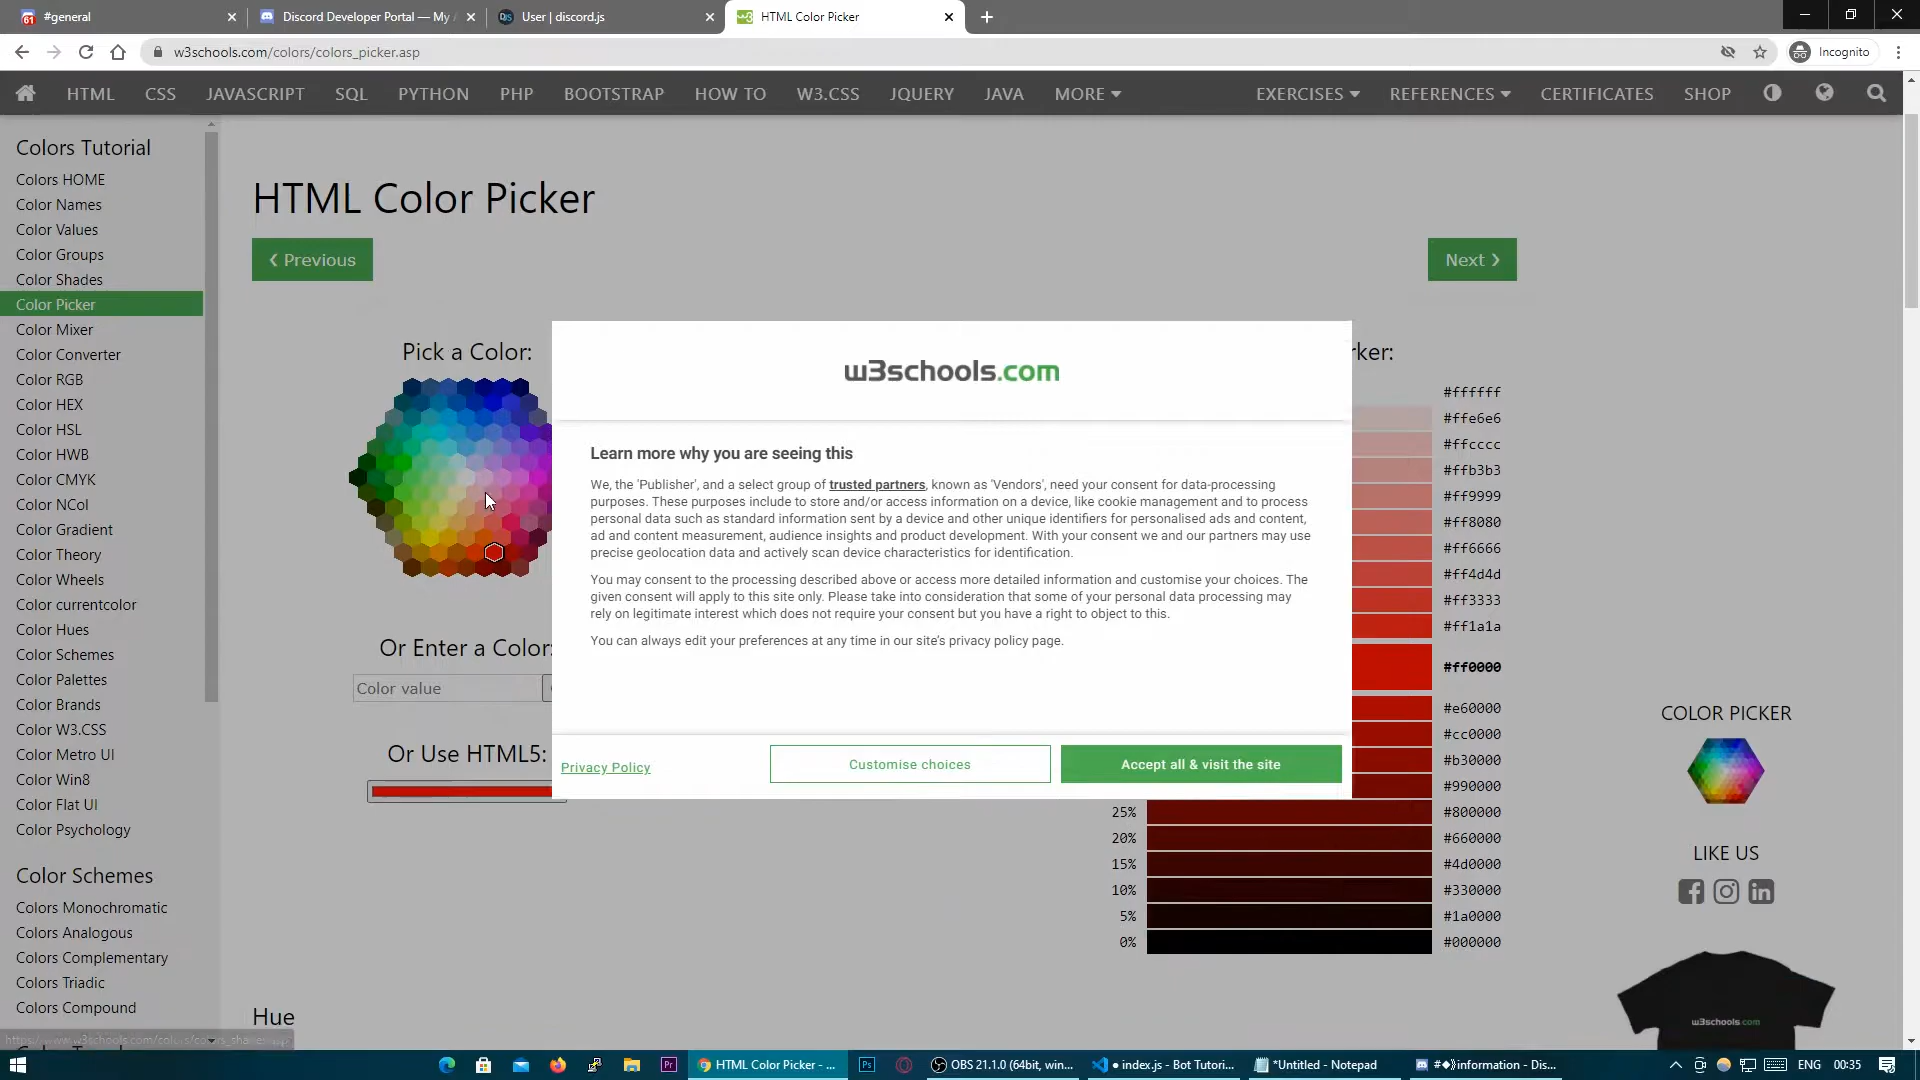 #general
Discord Developer Portal — My A
User | discord.js
HTML Color Picker
w3schools.com/colors/colors_picker.asp
Incognito
HTML
CSS
JAVASCRIPT
SQL
PYTHON
PHP
BOOTSTRAP
HOW TO
W3.CSS
JQUERY
JAVA
MORE
EXERCISES
REFERENCES
CERTIFICATES
SHOP
Colors Tutorial
Colors HOME
Color Names
Color Values
Color Groups
Color Shades
Color Picker
Color Mixer
Color Converter
Color RGB
Color HEX
Color HSL
Color HWB
Color CMYK
Color NCol
Color Gradient
Color Theory
Color Wheels
Color currentcolor
Color Hues
Color Schemes
Color Palettes
Color Brands
Color W3.CSS
Color Metro UI
Color Win8
Color Flat UI
Color Psychology
Color Schemes
Colors Monochromatic
Colors Analogous
Colors Complementary
Colors Triadic
Colors Compound
HTML Color Picker
❮ Previous
Next ❯
Pick a Color:
Or Enter a Color:
Color value
Or Use HTML5:
Hue
w3schools.com
Learn more why you are seeing this
We, the 'Publisher', and a select group of trusted partners, known as 'Vendors', need your consent for data-processing
purposes. These purposes include to store and/or access information on a device, like cookie management and to process
personal data such as standard information sent by a device and other unique identifiers for personalised ads and content,
ad and content measurement, audience insights and product development. With your consent we and our partners may use
precise geolocation data and actively scan device characteristics for identification.
You may consent to the processing described above or access more detailed information and customise your choices. The
given consent will apply to this site only. Please take into consideration that some of your personal data processing may
rely on legitimate interest which does not require your consent but you have a right to object to this.
You can always edit your preferences at any time in our site's privacy policy page.
Privacy Policy
Customise choices
Accept all & visit the site
rker:
#ffffff
#ffe6e6
#ffcccc
#ffb3b3
#ff9999
#ff8080
#ff6666
#ff4d4d
#ff3333
#ff1a1a
#ff0000
#e60000
#cc0000
#b30000
#990000
25% #800000
20% #660000
15% #4d0000
10% #330000
5% #1a0000
0% #000000
COLOR PICKER
LIKE US
w3schools.com
HTML Color Picker - ...
OBS 21.1.0 (64bit, win...
● index.js - Bot Tutori...
*Untitled - Notepad
ENG
00:35